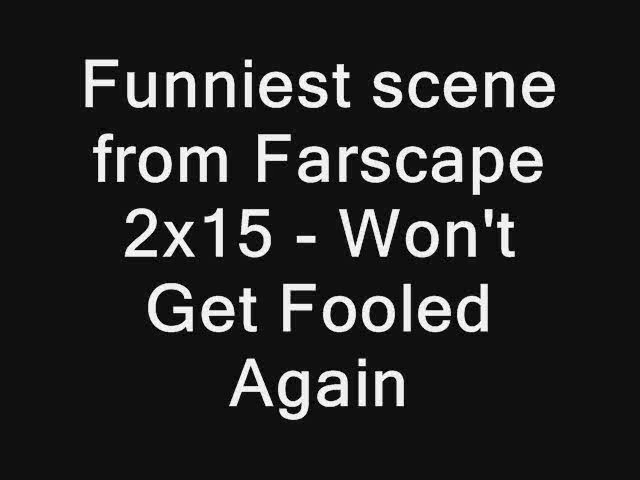 Funniest scene
from Farscape
2x15 - Won't
Get Fooled
Again